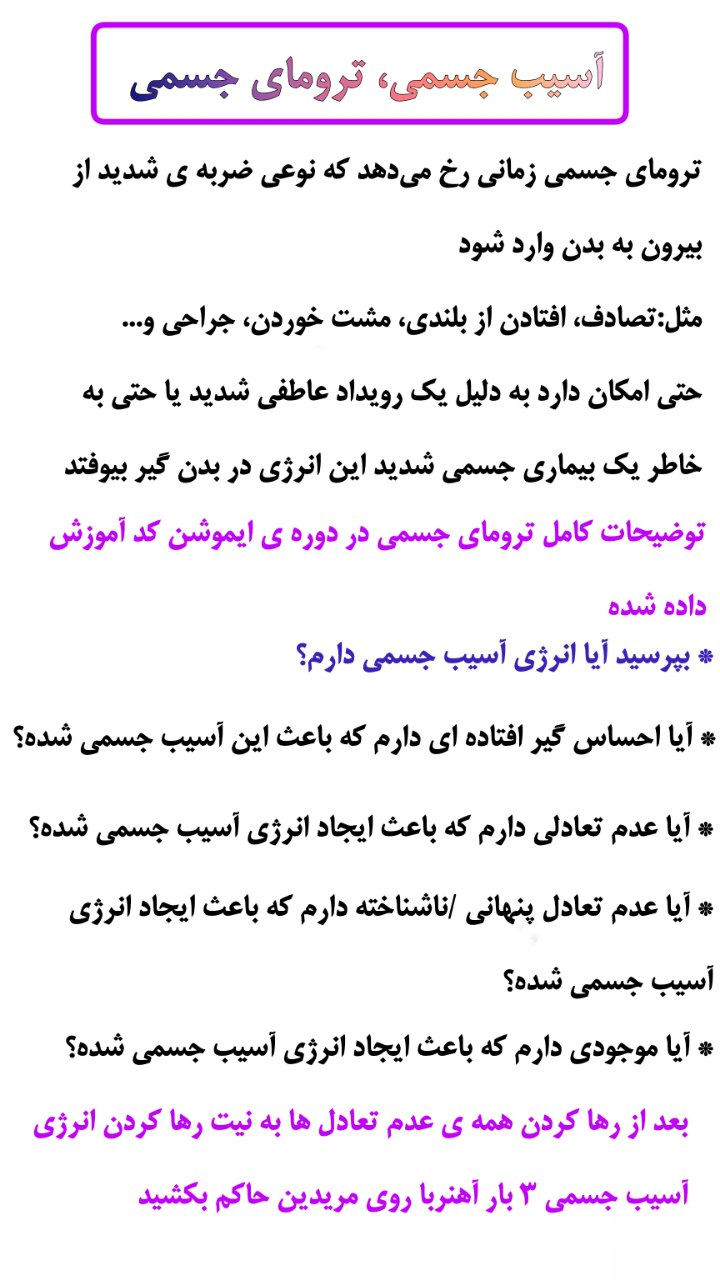 آسیب جسمی، ترومای جسمی
ترومای جسمی زمانی رخ می‌دهد که نوعی ضربه ی شدید از
بیرون به بدن وارد شود
مثل:تصادف، افتادن از بلندی، مشت خوردن، جراحی و...
حتی امکان دارد به دلیل یک رویداد عاطفی شدید یا حتی به
خاطر یک بیماری جسمی شدید این انرژی در بدن گیر بیوفتد
توضیحات کامل ترومای جسمی در دوره ی ایموشن کد آموزش
داده شده
* بپرسید آیا انرژی آسیب جسمی دارم؟
* آیا احساس گیر افتاده ای دارم که باعث این آسیب جسمی شده؟
* آیا عدم تعادلی دارم که باعث ایجاد انرژی آسیب جسمی شده؟
* آیا عدم تعادل پنهانی /ناشناخته دارم که باعث ایجاد انرژی
آسیب جسمی شده؟
* آیا موجودی دارم که باعث ایجاد انرژی آسیب جسمی شده؟
بعد از رها کردن همه ی عدم تعادل ها به نیت رها کردن انرژی
آسیب جسمی ۳ بار آهنربا روی مریدین حاکم بکشید